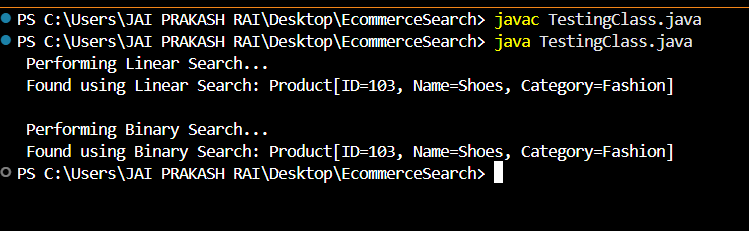 PS C:\Users\JAI PRAKASH RAI\Desktop\EcommerceSearch> javac TestingClass.java
PS C:\Users\JAI PRAKASH RAI\Desktop\EcommerceSearch> java TestingClass.java
Performing Linear Search...
Found using Linear Search: Product[ID=103, Name=Shoes, Category=Fashion]
Performing Binary Search...
Found using Binary Search: Product[ID=103, Name=Shoes, Category=Fashion]
PS C:\Users\JAI PRAKASH RAI\Desktop\EcommerceSearch>